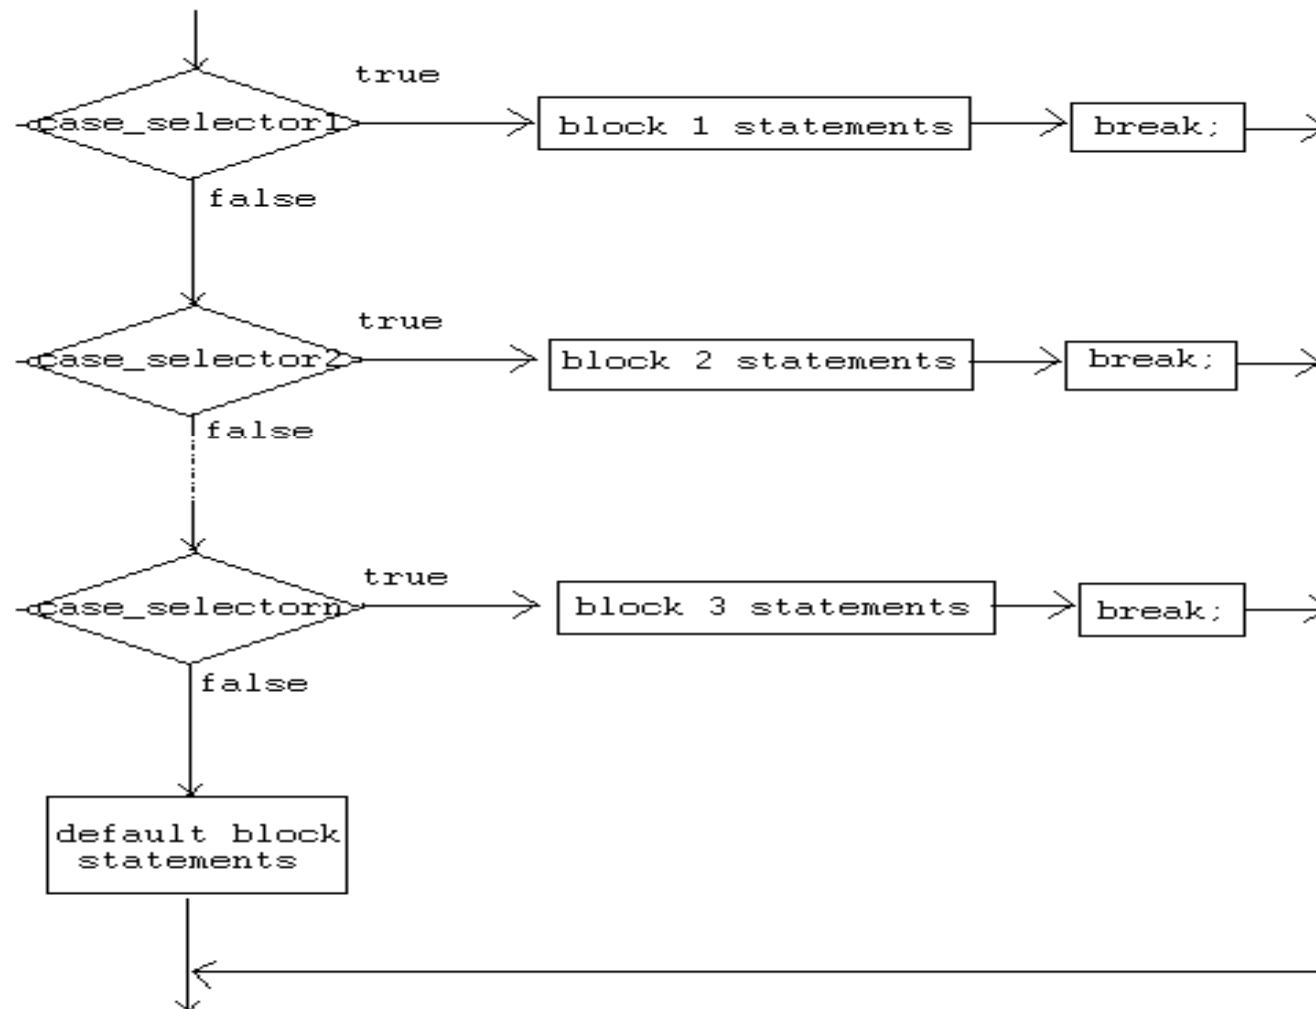 true
case_selector1
block 1 statements
break;
false
true
case_selector2
block 2 statements
break;
false
true
case_selectorn
block 3 statements
break;
false
default block
statements